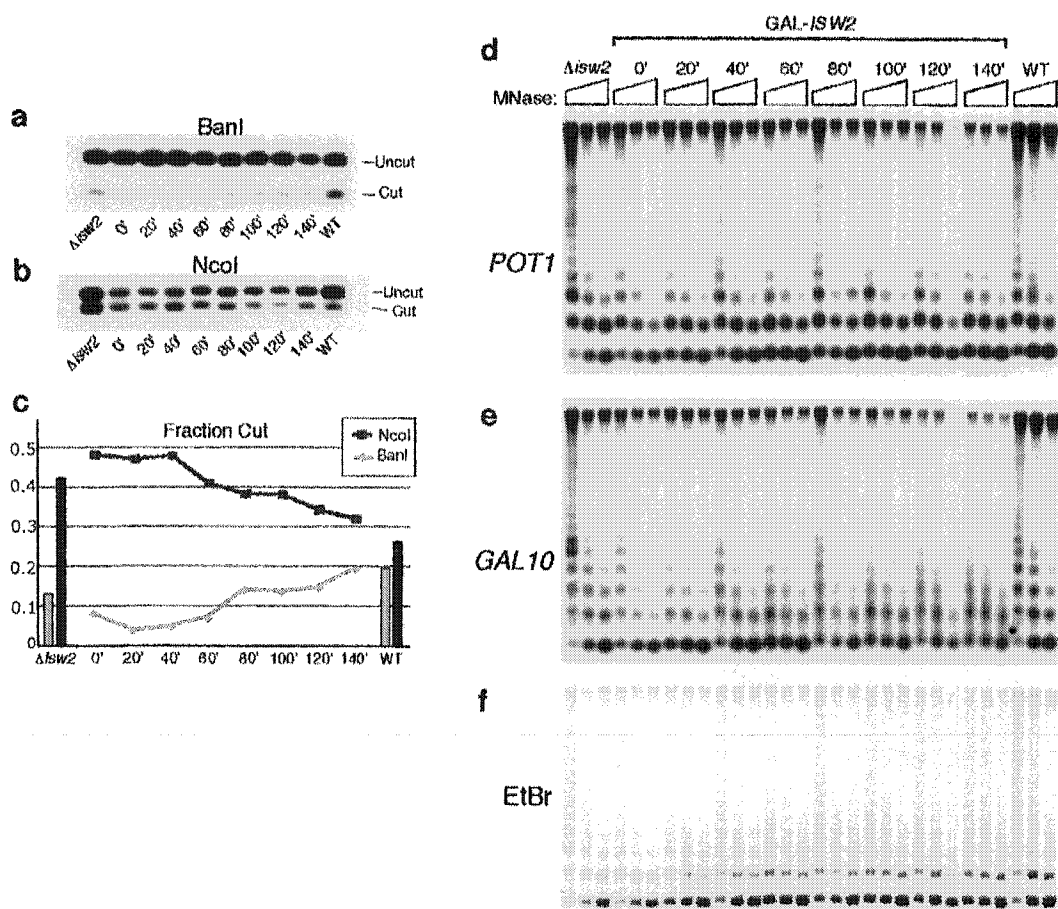 a
BanI
Uncut
Cut
Δisw2 0' 20' 40' 60' 80' 100' 120' 140' WT
b
NcoI
Uncut
Cut
Δisw2 0' 20' 40' 60' 80' 100' 120' 140' WT
c
Fraction Cut
NcoI
BanI
0.5
0.4
0.3
0.2
0.1
0
Δisw2 0' 20' 40' 60' 80' 100' 120' 140' WT
d
GAL-ISW2
Δisw2 0' 20' 40' 60' 80' 100' 120' 140' WT
MNase:
POT1
e
GAL10
f
EtBr